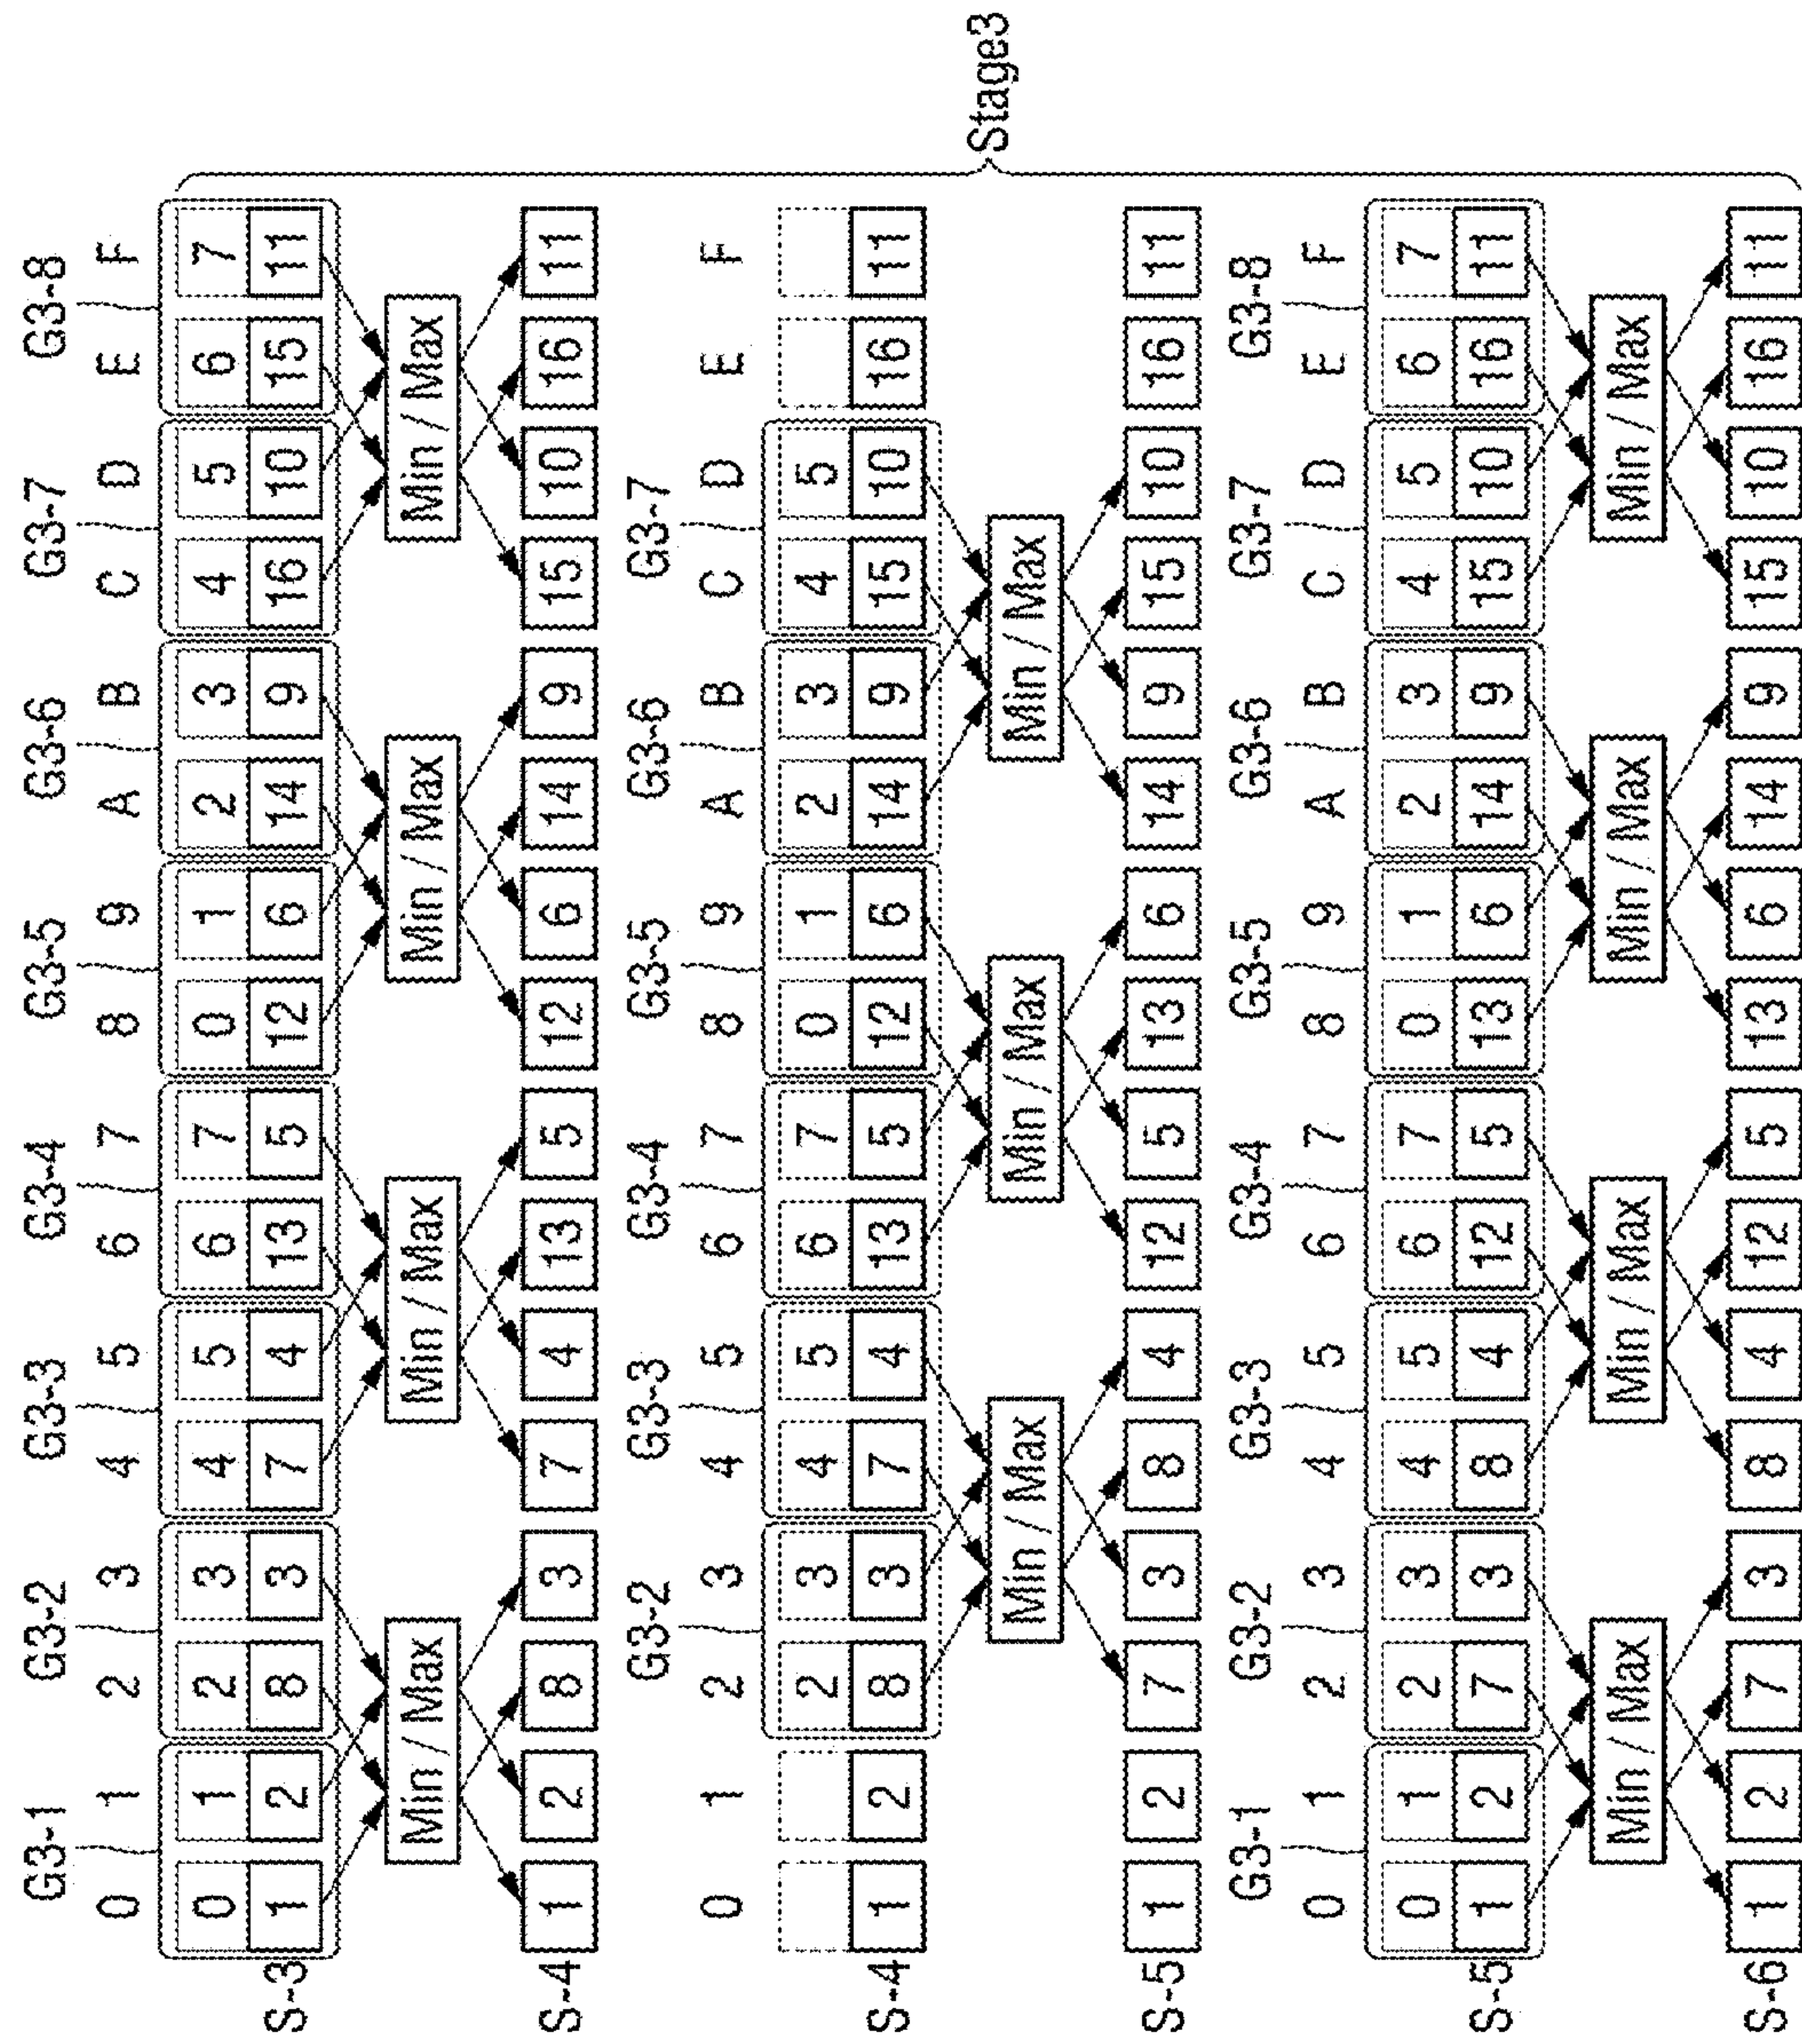 G3-1 G3-2 G3-3 G3-4 G3-5 G3-6 G3-7 G3-8
0 1 2 3 4 5 6 7 8 9 A B C D E F
0 1 2 3 4 5 6 7 0 1 2 3 4 5 6 7
S-3 1 2 8 3 7 4 13 5 12 6 14 9 16 10 15 11
Min / Max Min / Max Min / Max Min / Max
S-4 1 2 8 3 7 4 13 5 12 6 14 9 15 10 16 11
G3-2 G3-3 G3-4 G3-5 G3-6 G3-7
0 1 2 3 4 5 6 7 8 9 A B C D E F
2 3 4 5 6 7 0 1 2 3 4 5
S-4 1 2 8 3 7 4 13 5 12 6 14 9 15 10 16 11
Min / Max Min / Max Min / Max
S-5 1 2 7 3 8 4 12 5 13 6 14 9 15 10 16 11
G3-1 G3-2 G3-3 G3-4 G3-5 G3-6 G3-7 G3-8
0 1 2 3 4 5 6 7 8 9 A B C D E F
0 1 2 3 4 5 6 7 0 1 2 3 4 5 6 7
S-5 1 2 7 3 8 4 12 5 13 6 14 9 15 10 16 11
Min / Max Min / Max Min / Max Min / Max
S-6 1 2 7 3 8 4 12 5 13 6 14 9 15 10 16 11
Stage3